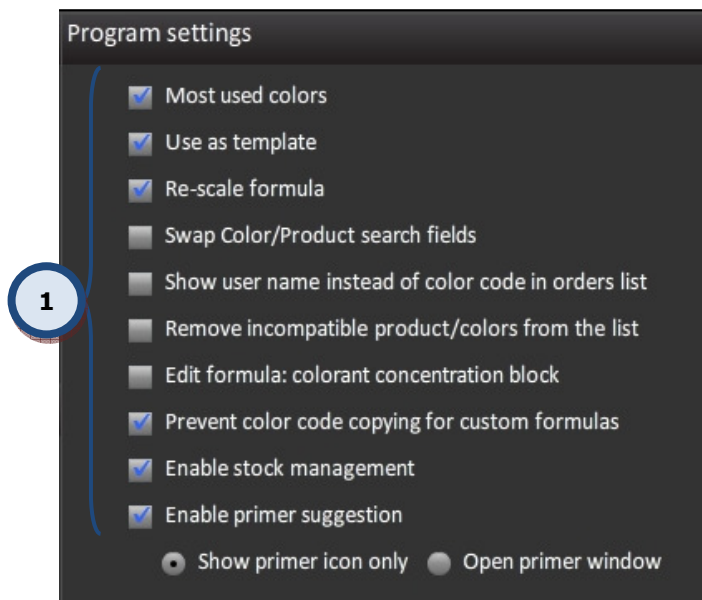 Program settings
Most used colors
Use as template
Re-scale formula
Swap Color/Product search fields
Show user name instead of color code in orders list
1
Remove incompatible product/colors from the list
Edit formula: colorant concentration block
Prevent color code copying for custom formulas
Enable stock management
Enable primer suggestion
Show primer icon only Open primer window